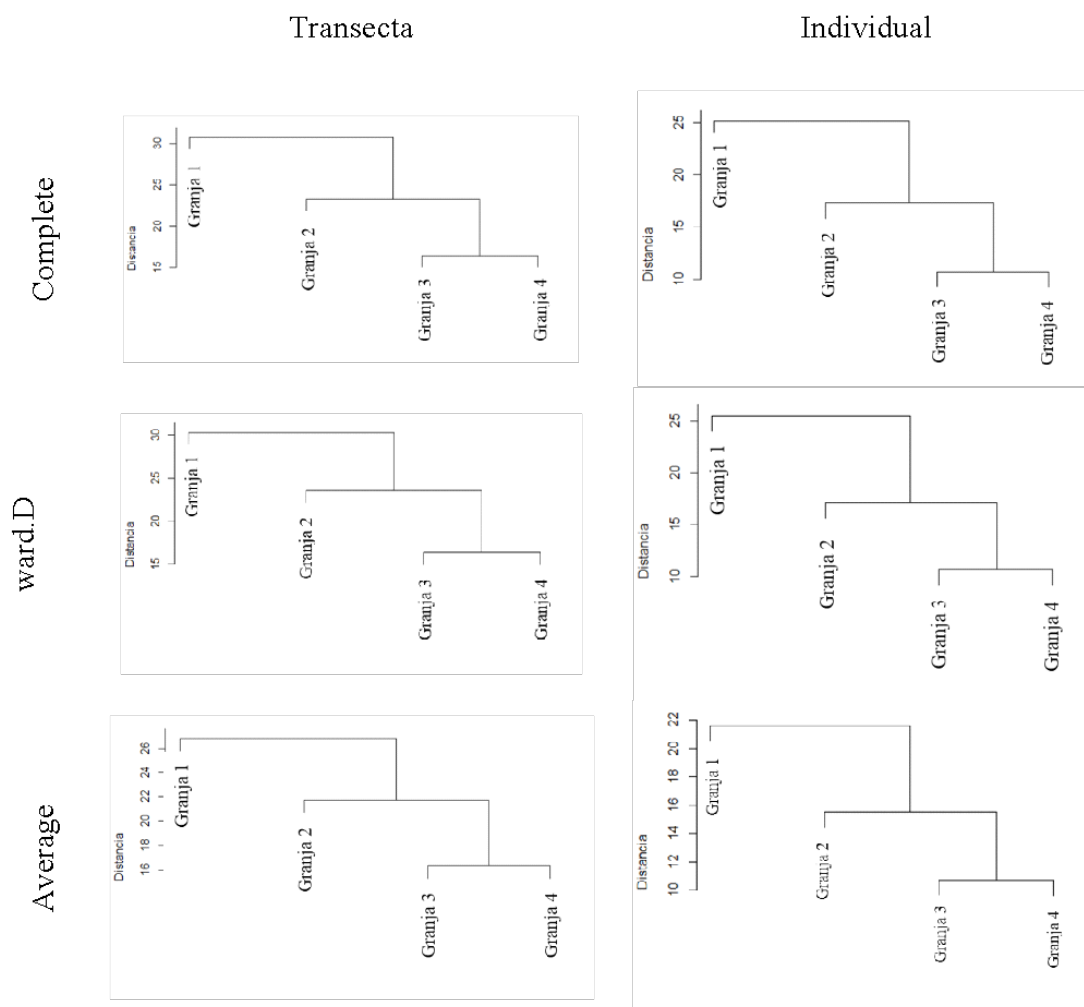 Transecta
Individual
Complete
Distancia
30
25
20
15
Granja 1
Granja 2
Granja 3
Granja 4
Distancia
25
20
15
10
Granja 1
Granja 2
Granja 3
Granja 4
ward.D
Distancia
30
25
20
15
Granja 1
Granja 2
Granja 3
Granja 4
Distancia
25
20
15
10
Granja 1
Granja 2
Granja 3
Granja 4
Average
Distancia
26
24
22
20
18
16
Granja 1
Granja 2
Granja 3
Granja 4
Distancia
22
20
18
16
14
12
10
Granja 1
Granja 2
Granja 3
Granja 4